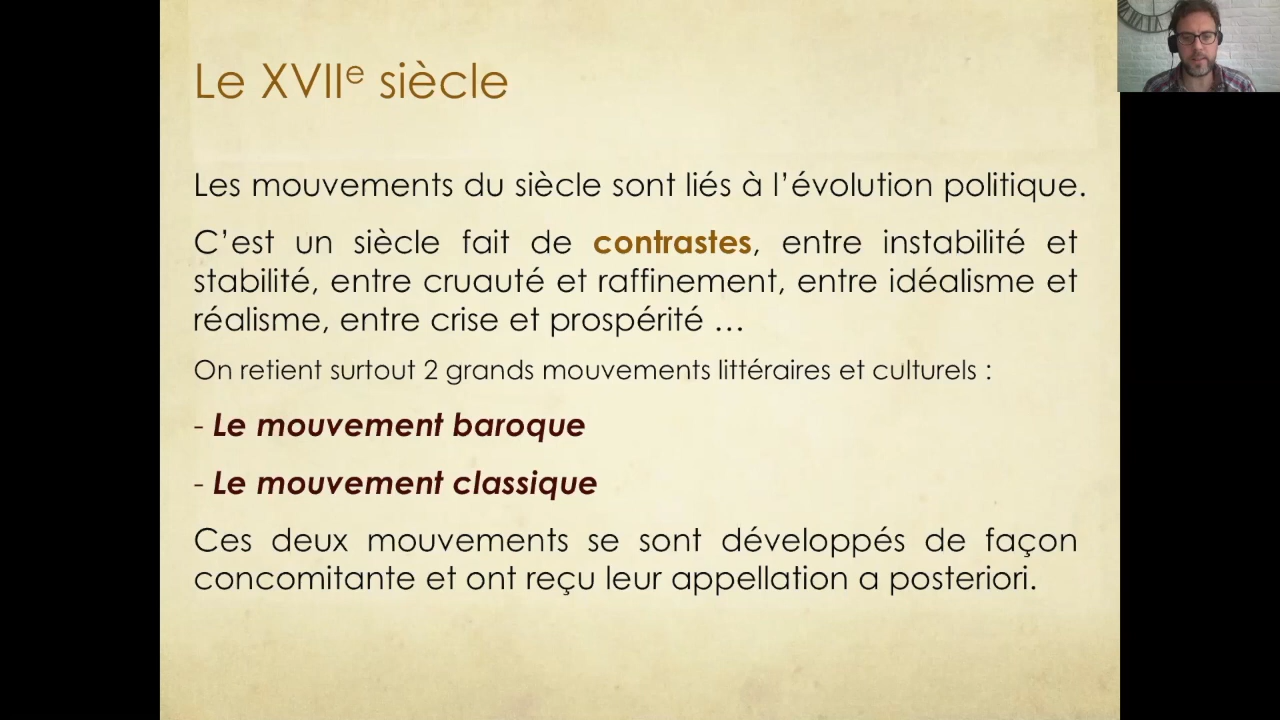 Le XVIIe siècle
Les mouvements du siècle sont liés à l’évolution politique.
C’est un siècle fait de contrastes, entre instabilité et
stabilité, entre cruauté et raffinement, entre idéalisme et
réalisme, entre crise et prospérité …
On retient surtout 2 grands mouvements littéraires et culturels :
- Le mouvement baroque
- Le mouvement classique
Ces deux mouvements se sont développés de façon
concomitante et ont reçu leur appellation a posteriori.